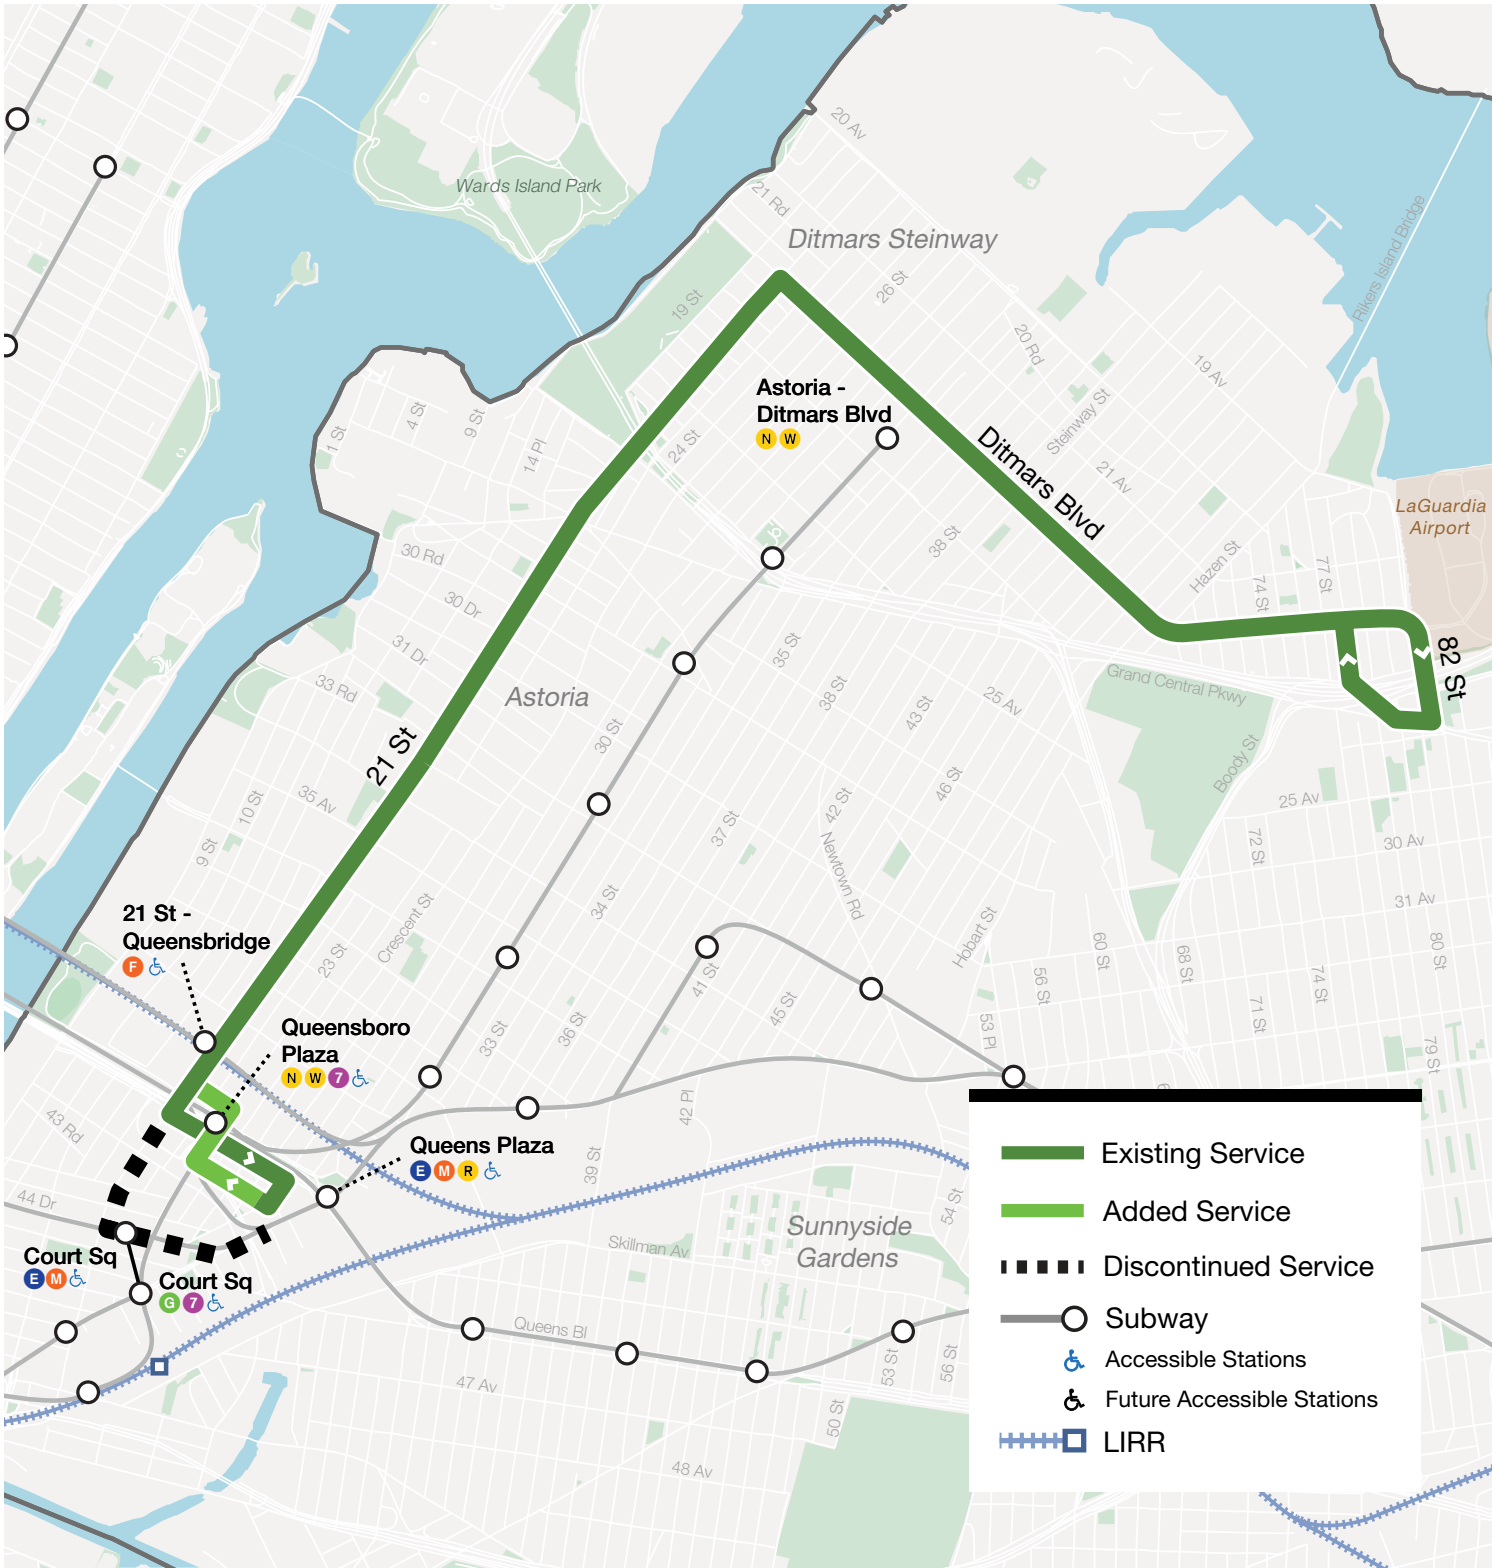 20 Av
Wards Island Park
21 Rd
Ditmars Steinway
Rikers Island Bridge
19 St
26 St
20 Rd
19 Av
Astoria -
Ditmars Blvd
N W
Steinway St
1 St
4 St
9 St
14 Pl
24 St
21 Av
Ditmars Blvd
LaGuardia
Airport
38 St
Hazen St
74 St
77 St
30 Rd
30 Dr
31 Dr
33 Rd
35 St
82 St
Grand Central Pkwy
Astoria
38 St
43 St
25 Av
30 St
21 St
Boody St
35 Av
10 St
9 St
46 St
42 St
37 St
Newtown Rd
25 Av
72 St
30 Av
31 Av
34 St
Crescent St
23 St
Hobart St
60 St
68 St
80 St
21 St -
Queensbridge
F
41 St
45 St
56 St
74 St
71 St
53 Pl
79 St
Queensboro
Plaza
N W 7
33 St
36 St
42 Pl
43 Rd
Queens Plaza
E M R
39 St
44 Dr
54 St
Sunnyside
Gardens
Skillman Av
Court Sq
E M
Court Sq
G 7
Queens Bl
53 St
56 St
47 Av
50 St
48 Av
Existing Service
Added Service
Discontinued Service
Subway
Accessible Stations
Future Accessible Stations
LIRR